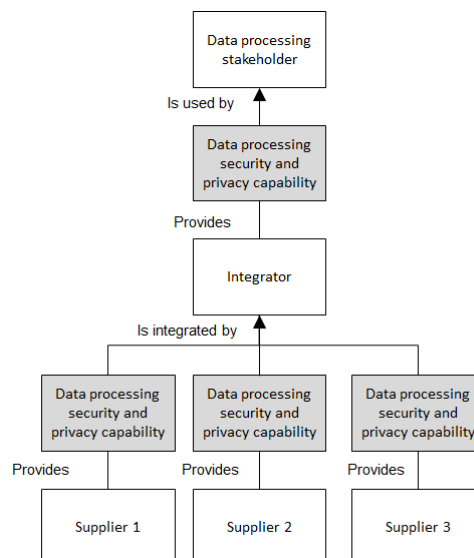 Data processing
stakeholder
Is used by
Data processing
security and
privacy capability
Provides
Integrator
Is integrated by
Data processing
security and
privacy capability
Data processing
security and
privacy capability
Data processing
security and
privacy capability
Provides
Provides
Provides
Supplier 1
Supplier 2
Supplier 3